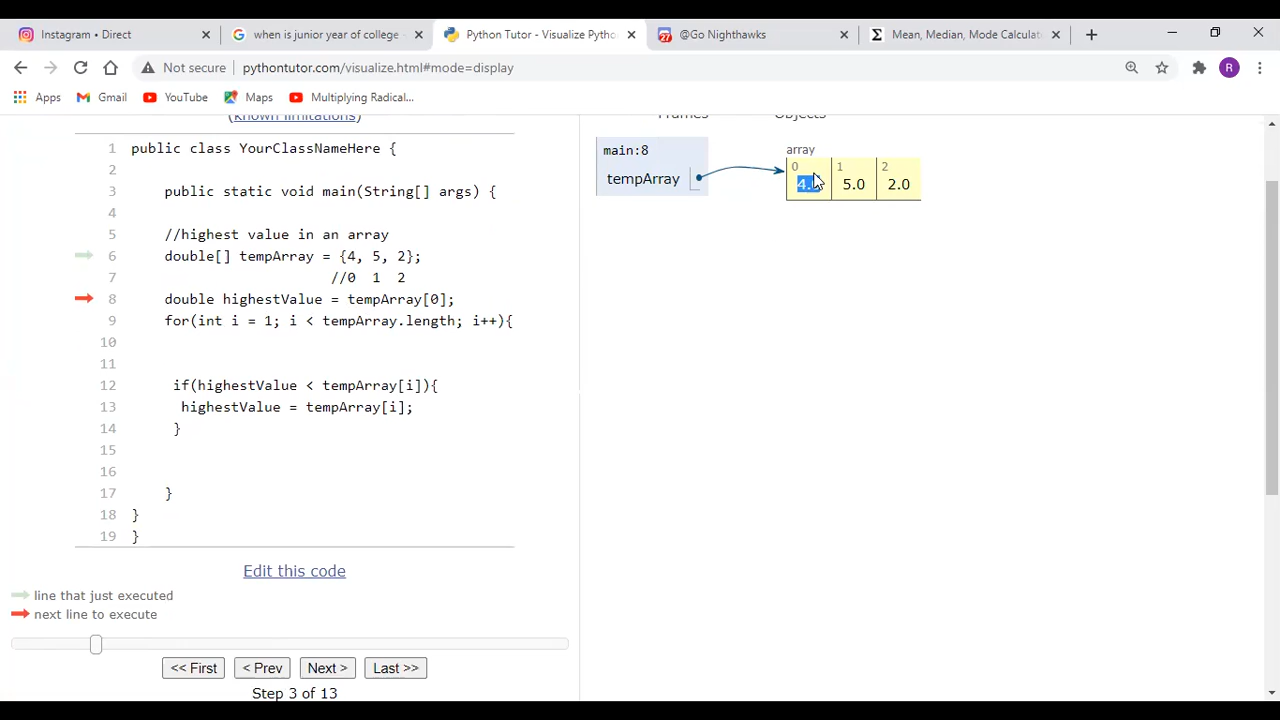 Instagram • Direct
when is junior year of college
Python Tutor - Visualize Pytho
27
@Go Nighthawks
Mean, Median, Mode Calculat
Not secure
pythontutor.com/visualize.html#mode=display
R
Apps
Gmail
YouTube
Maps
Multiplying Radical...
(known limitations)
1 public class YourClassNameHere {
2
3 public static void main(String[] args) {
4
5 //highest value in an array
6 double[] tempArray = {4, 5, 2};
7 //0 1 2
8 double highestValue = tempArray[0];
9 for(int i = 1; i < tempArray.length; i++){
10
11
12 if(highestValue < tempArray[i]){
13 highestValue = tempArray[i];
14 }
15
16
17 }
18 }
19 }
Edit this code
line that just executed
next line to execute
<< First
< Prev
Next >
Last >>
Step 3 of 13
Frames
Objects
main:8
tempArray
array
0 1 2
4. 5.0 2.0